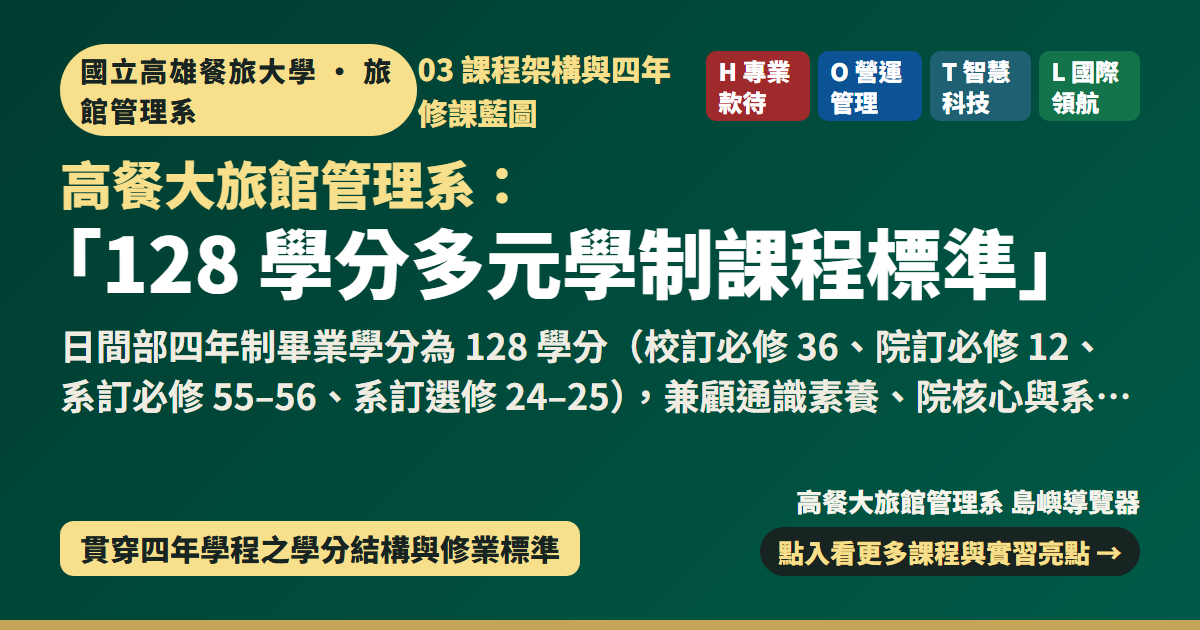 國立高雄餐旅大學 • 旅
館管理系
03 課程架構與四年
修課藍圖
H 專業
款待
O 營運
管理
T 智慧
科技
L 國際
領航
高餐大旅館管理系：
「128 學分多元學制課程標準」
日間部四年制畢業學分為 128 學分（校訂必修 36、院訂必修 12、
系訂必修 55–56、系訂選修 24–25），兼顧通識素養、院核心與系…
高餐大旅館管理系 島嶼導覽器
貫穿四年學程之學分結構與修業標準
點入看更多課程與實習亮點 →